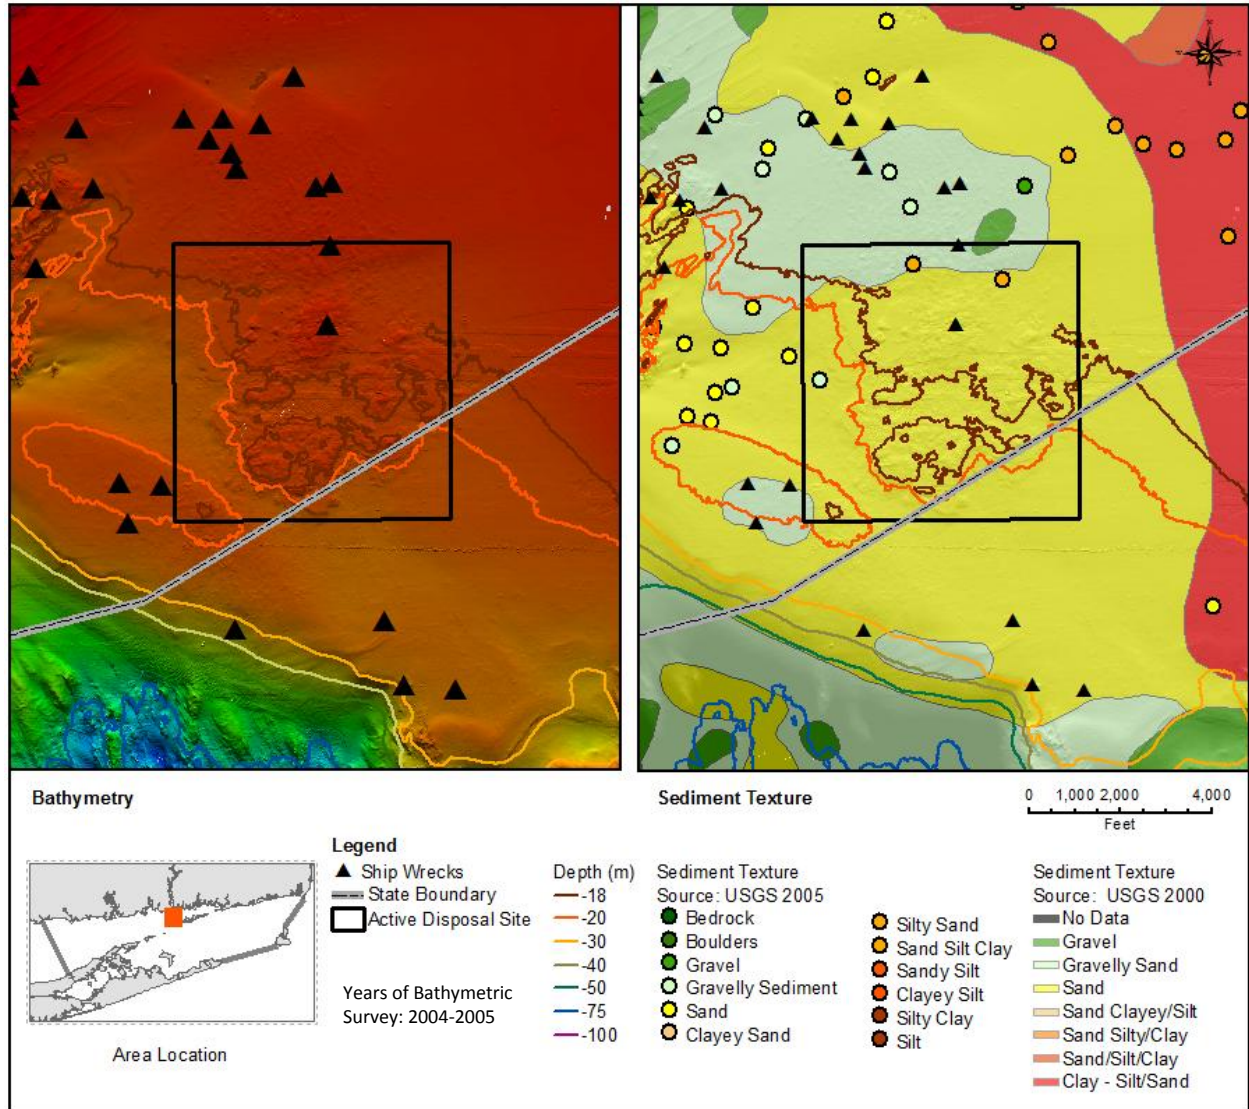 Bathymetry
Sediment Texture
0 1,000 2,000 4,000
Feet
Area Location
Legend
Ship Wrecks
State Boundary
Active Disposal Site
Years of Bathymetric
Survey: 2004-2005
Depth (m)
-18
-20
-30
-40
-50
-75
-100
Sediment Texture
Source: USGS 2005
Bedrock
Boulders
Gravel
Gravelly Sediment
Sand
Clayey Sand
Silty Sand
Sand Silt Clay
Sandy Silt
Clayey Silt
Silty Clay
Silt
Sediment Texture
Source: USGS 2000
No Data
Gravel
Gravelly Sand
Sand
Sand Clayey/Silt
Sand Silty/Clay
Sand/Silt/Clay
Clay - Silt/Sand